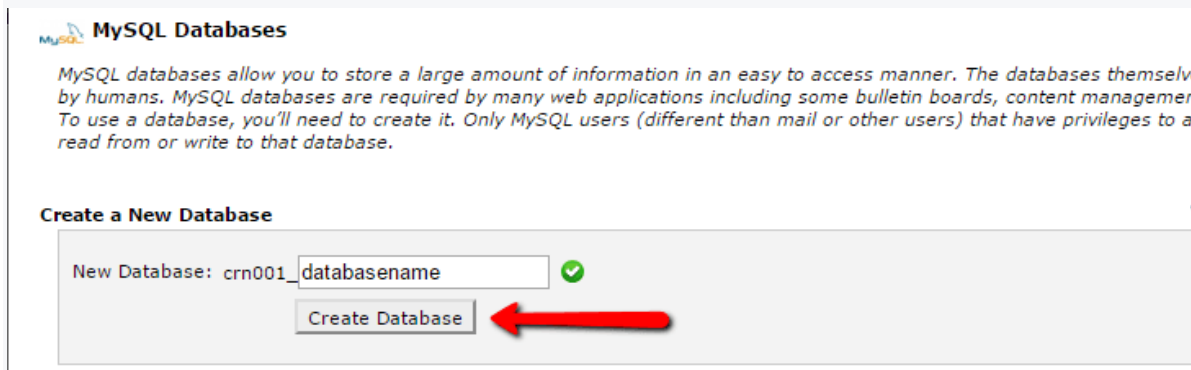 MySQL MySQL Databases
MySQL databases allow you to store a large amount of information in an easy to access manner. The databases
by humans. MySQL databases are required by many web applications including some bulletin boards, content
To use a database, you'll need to create it. Only MySQL users (different than mail or other users) that have privileges to
read from or write to that database.
Create a New Database
New Database: crn001_databasename
Create Database